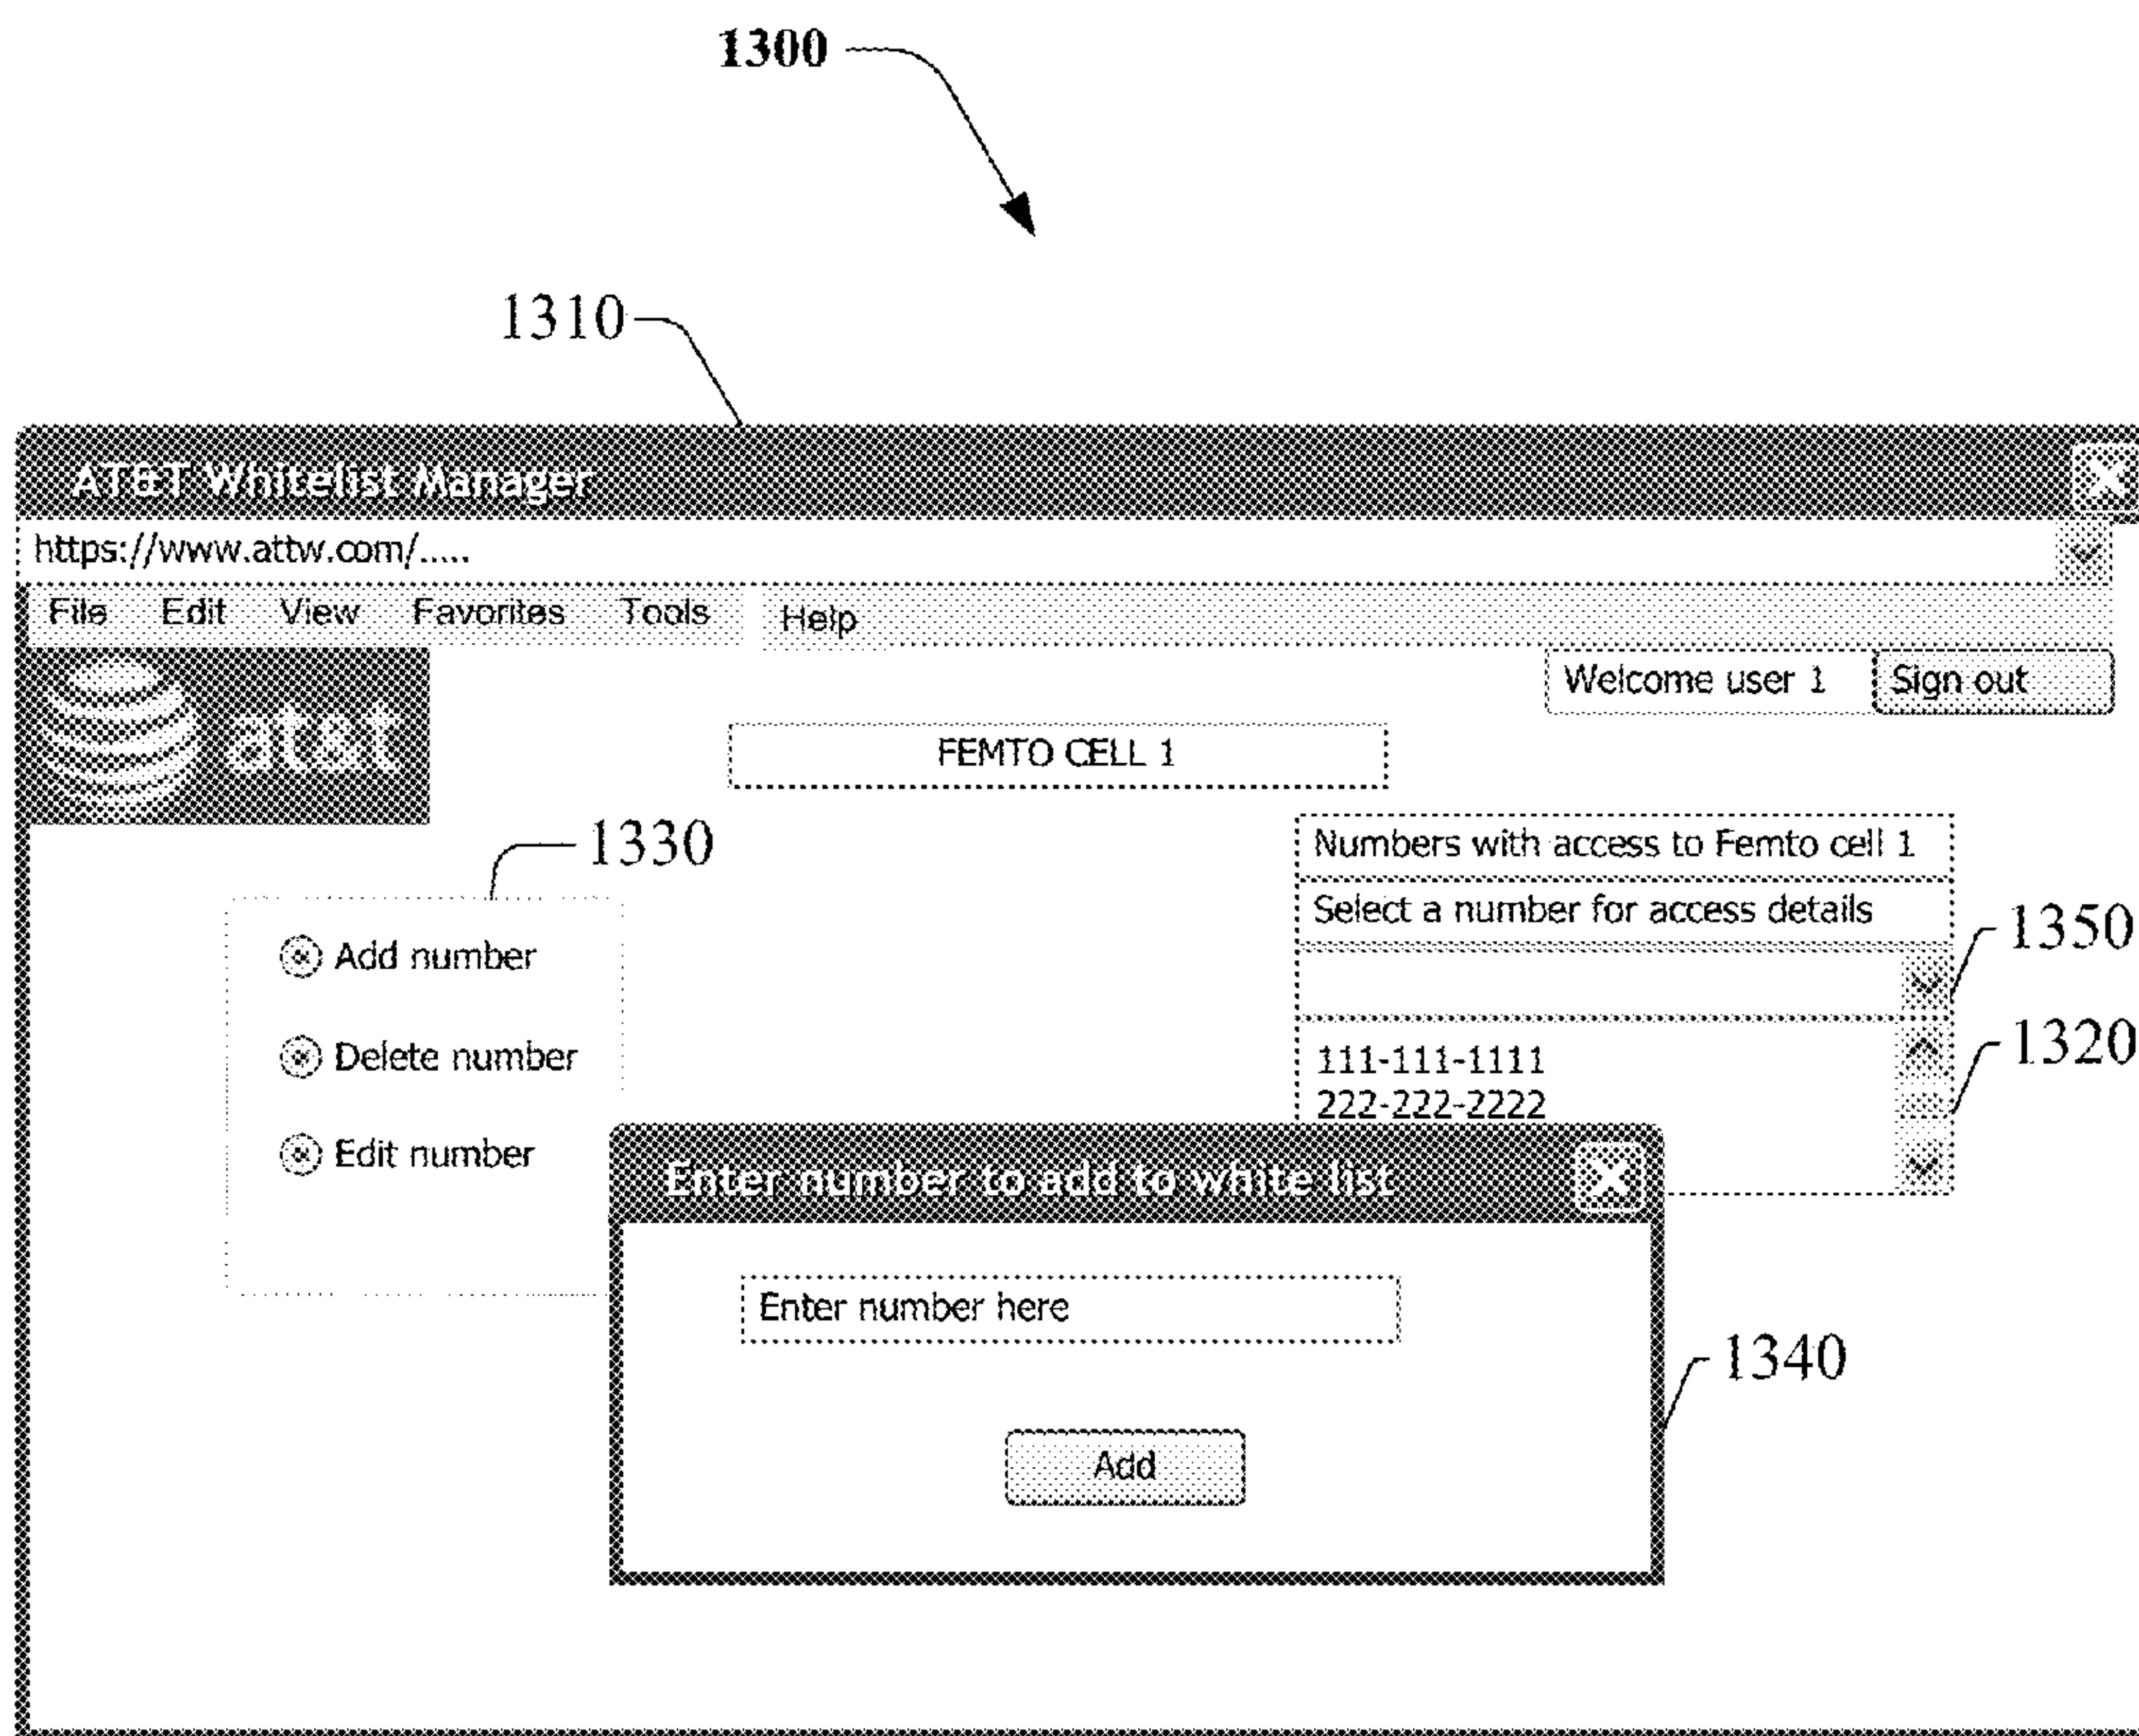 1300
1310
AT&T Whitelist Manager
https://www.attw.com/.....
File Edit View Favorites Tools Help
Welcome user 1 Sign out
at&t
FEMTO CELL 1
1330
Numbers with access to Femto cell 1
Select a number for access details
1350
Add number
Delete number
Edit number
111-111-1111
222-222-2222
1320
Enter number to add to white list
Enter number here
1340
Add